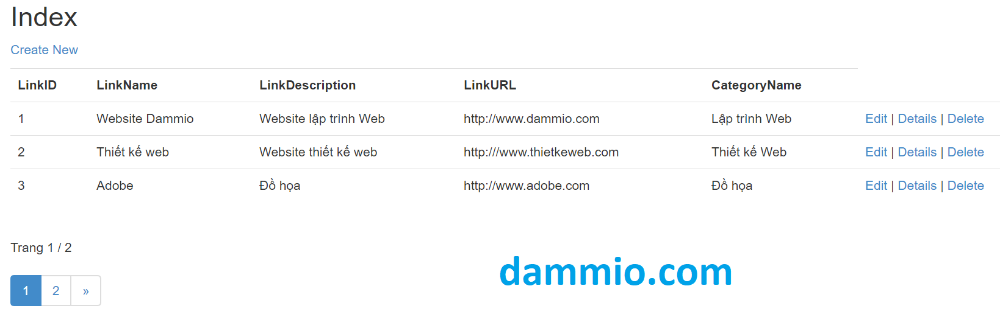 Index
Create New
LinkID LinkName LinkDescription LinkURL CategoryName
1 Website Dammio Website lập trình Web http://www.dammio.com Lập trình Web Edit | Details | Delete
2 Thiết kế web Website thiết kế web http:///www.thietkeweb.com Thiết kế Web Edit | Details | Delete
3 Adobe Đồ họa http://www.adobe.com Đồ họa Edit | Details | Delete
Trang 1 / 2
dammio.com
1 2 »